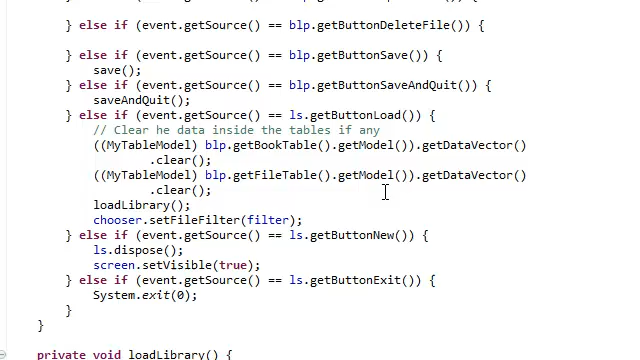 } else if (event.getSource() == blp.getButtonDeleteFile()) {
} else if (event.getSource() == blp.getButtonSave()) {
save();
} else if (event.getSource() == blp.getButtonSaveAndQuit()) {
saveAndQuit();
} else if (event.getSource() == ls.getButtonLoad()) {
// Clear he data inside the tables if any
((MyTableModel) blp.getBookTable().getModel()).getDataVector()
.clear();
((MyTableModel) blp.getFileTable().getModel()).getDataVector()
.clear();
loadLibrary();
chooser.setFileFilter(filter);
} else if (event.getSource() == ls.getButtonNew()) {
ls.dispose();
screen.setVisible(true);
} else if (event.getSource() == ls.getButtonExit()) {
System.exit(0);
}
}
private void loadLibrary() {